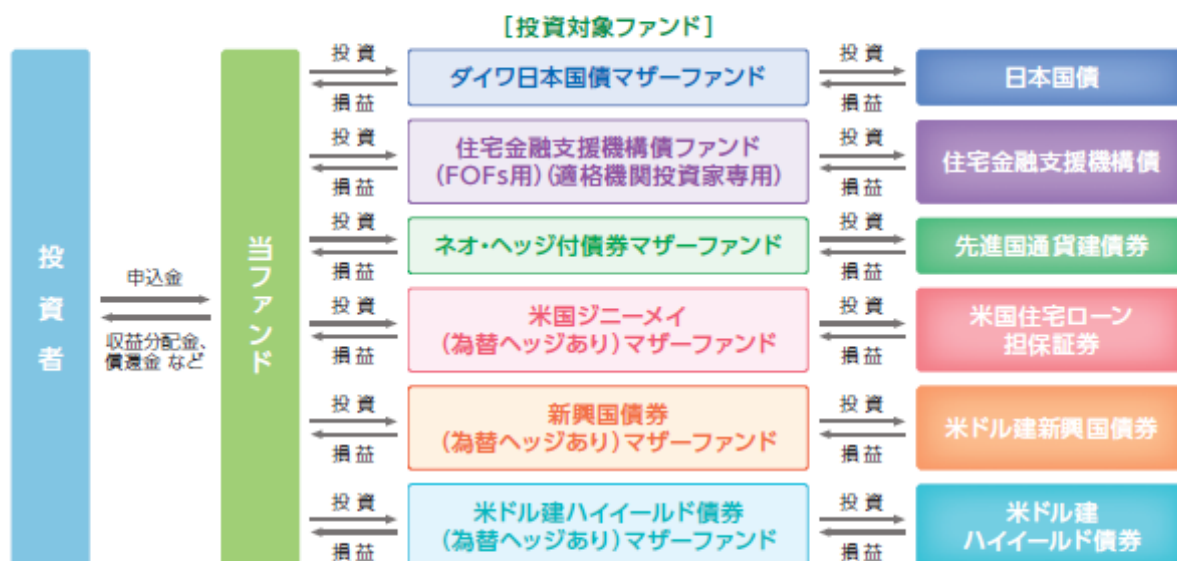 [投資対象ファンド]
投資者
申込金
収益分配金、
償還金 など
当ファンド
投資
損益
ダイワ日本国債マザーファンド
投資
損益
日本国債
投資
損益
住宅金融支援機構債ファンド
(FOFs用)(適格機関投資家専用)
投資
損益
住宅金融支援機構債
投資
損益
ネオ・ヘッジ付債券マザーファンド
投資
損益
先進国通貨建債券
投資
損益
米国ジニーメイ
(為替ヘッジあり)マザーファンド
投資
損益
米国住宅ローン
担保証券
投資
損益
新興国債券
(為替ヘッジあり)マザーファンド
投資
損益
米ドル建新興国債券
投資
損益
米ドル建ハイイールド債券
(為替ヘッジあり)マザーファンド
投資
損益
米ドル建
ハイイールド債券